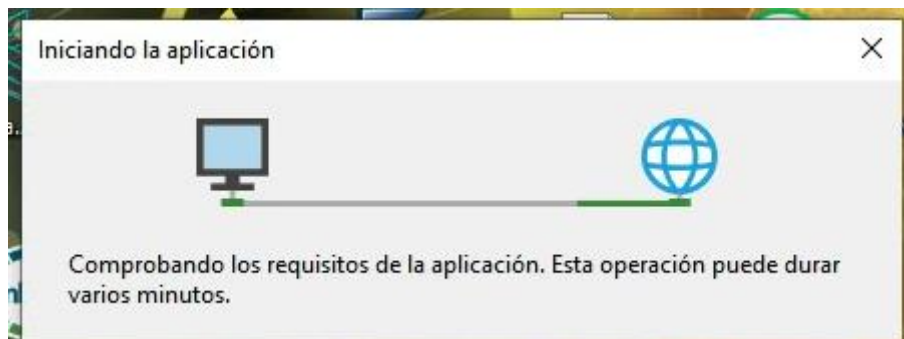 Iniciando la aplicación
Comprobando los requisitos de la aplicación. Esta operación puede durar
varios minutos.